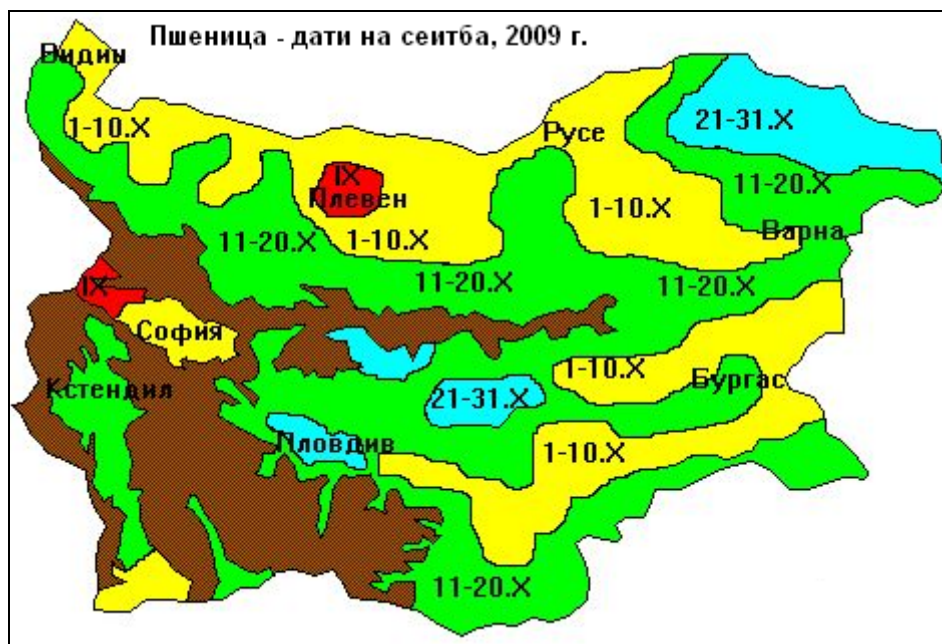 Пшеница - дати на сеитба, 2009 г.
Видин
1-10.X
Русе
21-31.X
IX
Плевен
11-20.X
1-10.X
1-10.X
11-20.X
Варна
11-20.X
11-20.X
IX
София
Кстендил
1-10.X
Бургас
21-31.X
Пловдив
1-10.X
11-20.X